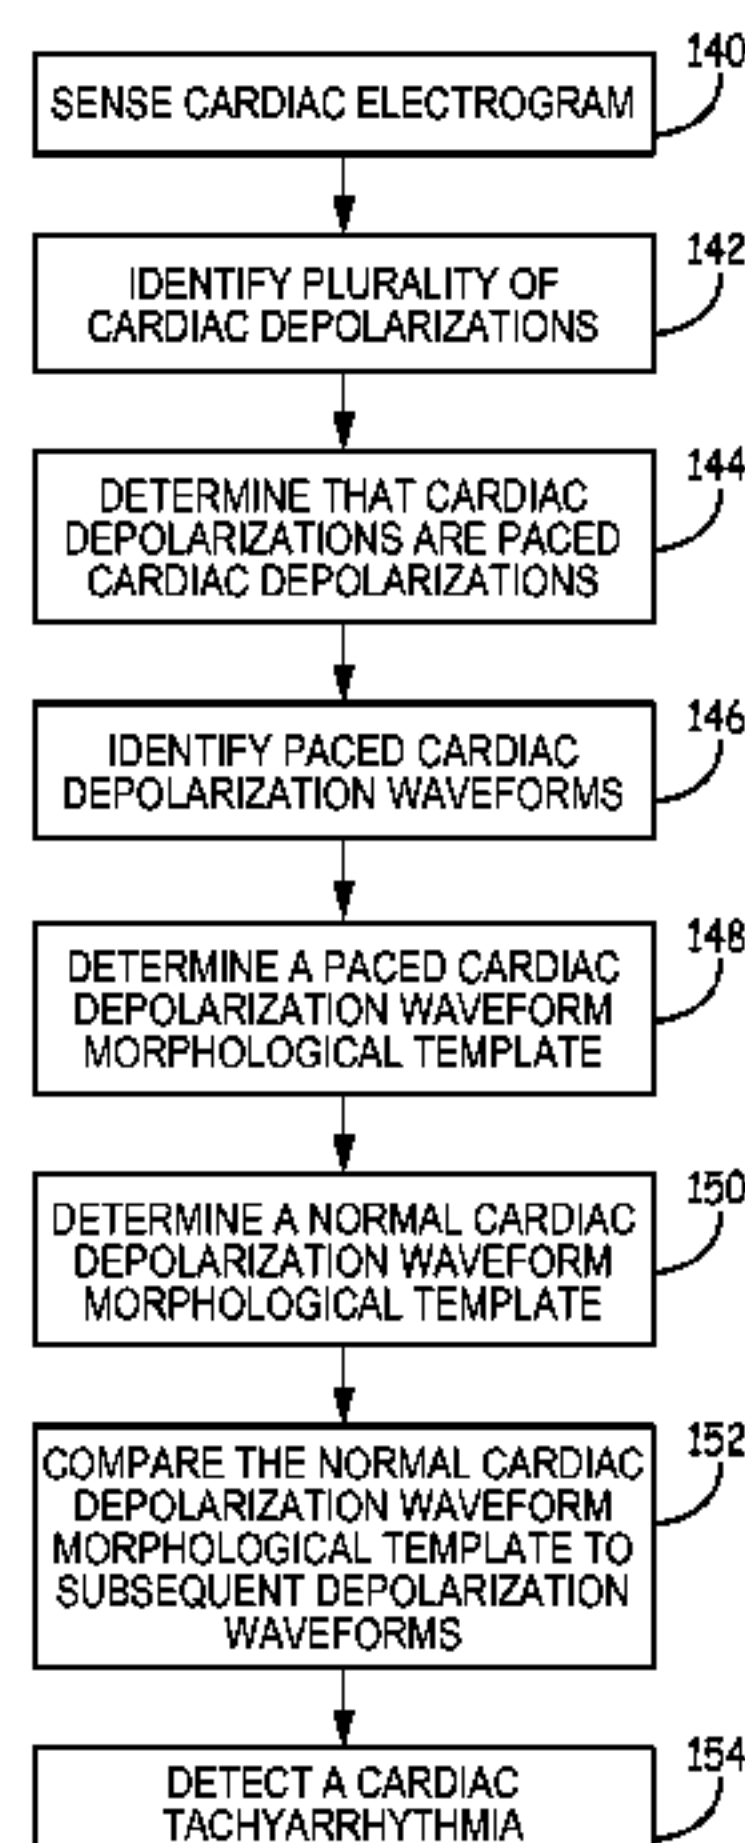 140
SENSE CARDIAC ELECTROGRAM
142
IDENTIFY PLURALITY OF
CARDIAC DEPOLARIZATIONS
144
DETERMINE THAT CARDIAC
DEPOLARIZATIONS ARE PACED
CARDIAC DEPOLARIZATIONS
146
IDENTIFY PACED CARDIAC
DEPOLARIZATION WAVEFORMS
148
DETERMINE A PACED CARDIAC
DEPOLARIZATION WAVEFORM
MORPHOLOGICAL TEMPLATE
150
DETERMINE A NORMAL CARDIAC
DEPOLARIZATION WAVEFORM
MORPHOLOGICAL TEMPLATE
152
COMPARE THE NORMAL CARDIAC
DEPOLARIZATION WAVEFORM
MORPHOLOGICAL TEMPLATE TO
SUBSEQUENT DEPOLARIZATION
WAVEFORMS
154
DETECT A CARDIAC
TACHYARRHYTHMIA